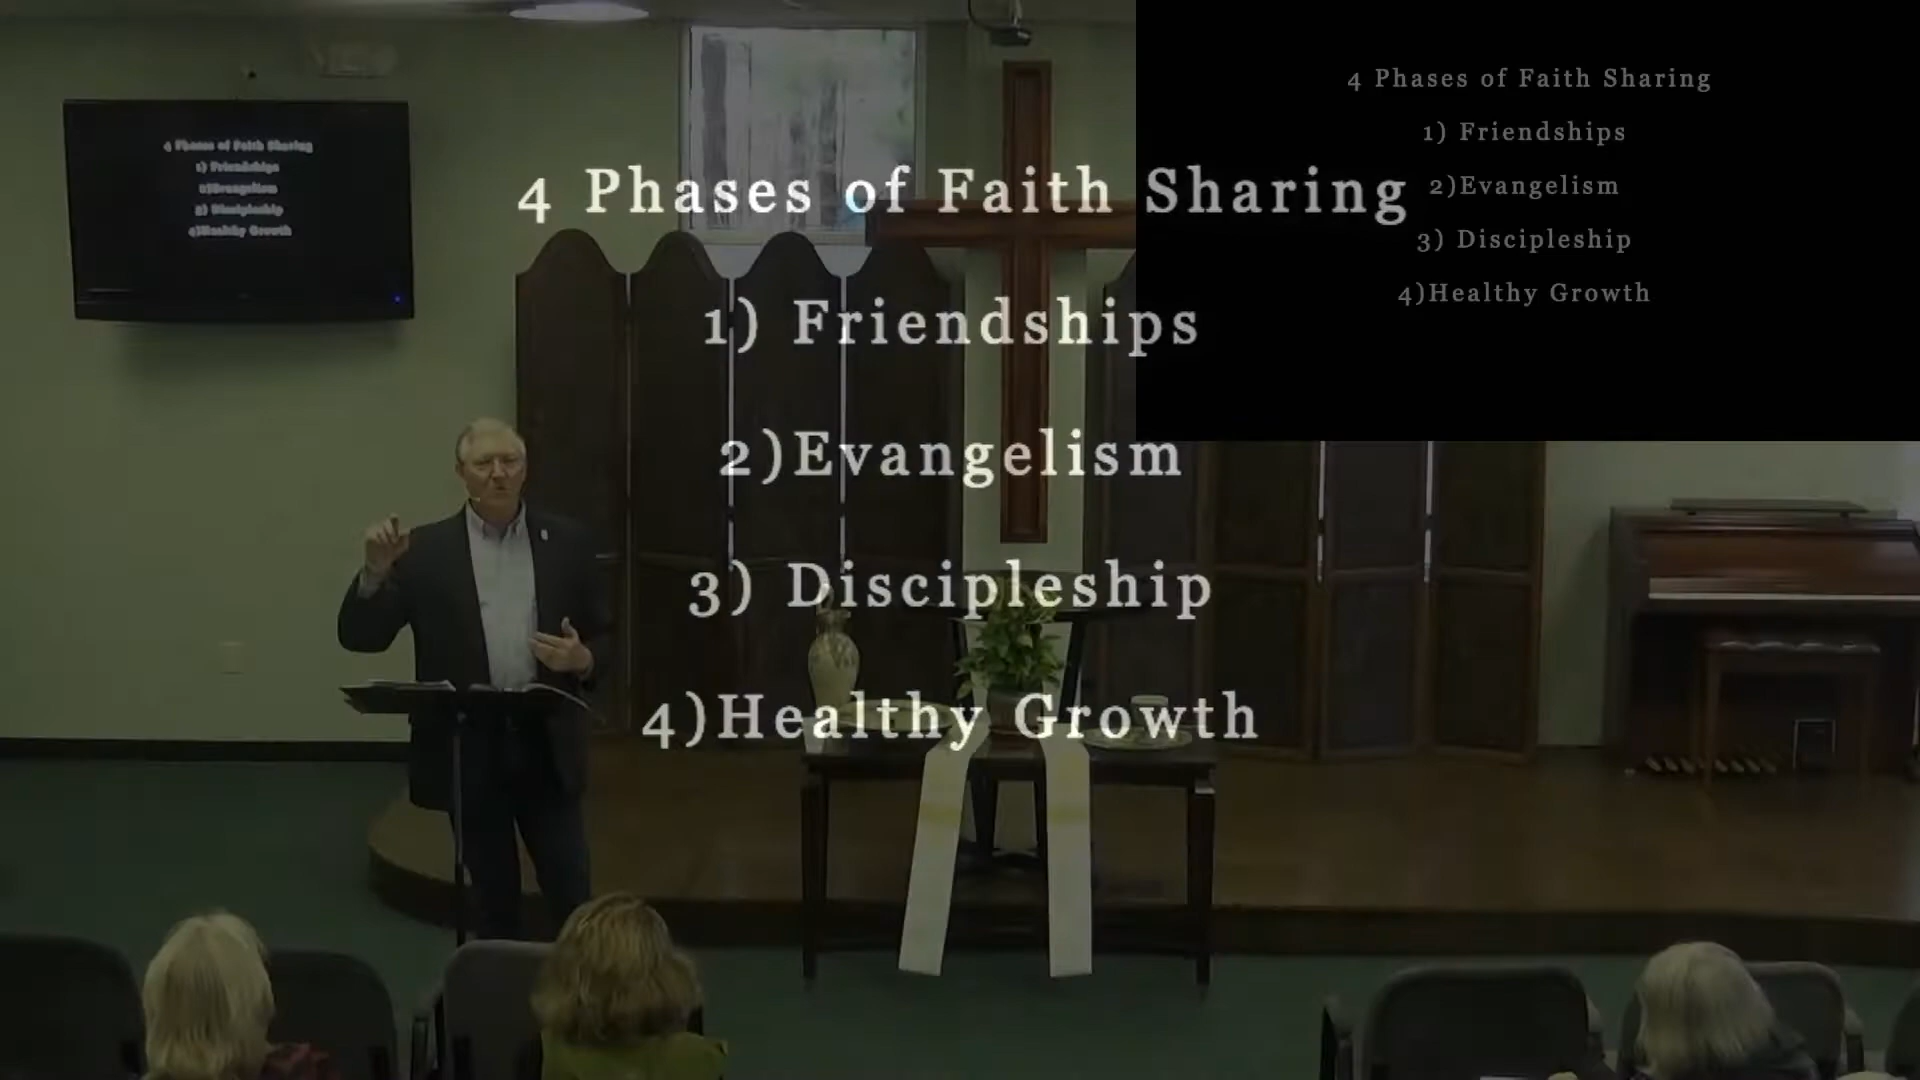 4 Phases of Faith Sharing
1) Friendships
2)Evangelism
3) Discipleship
4)Healthy Growth
4 Phases of Faith Sharing
1) Friendships
2)Evangelism
3) Discipleship
4)Healthy Growth
4 Phases of Faith Sharing
1) Friendships
2)Evangelism
3) Discipleship
4)Healthy Growth